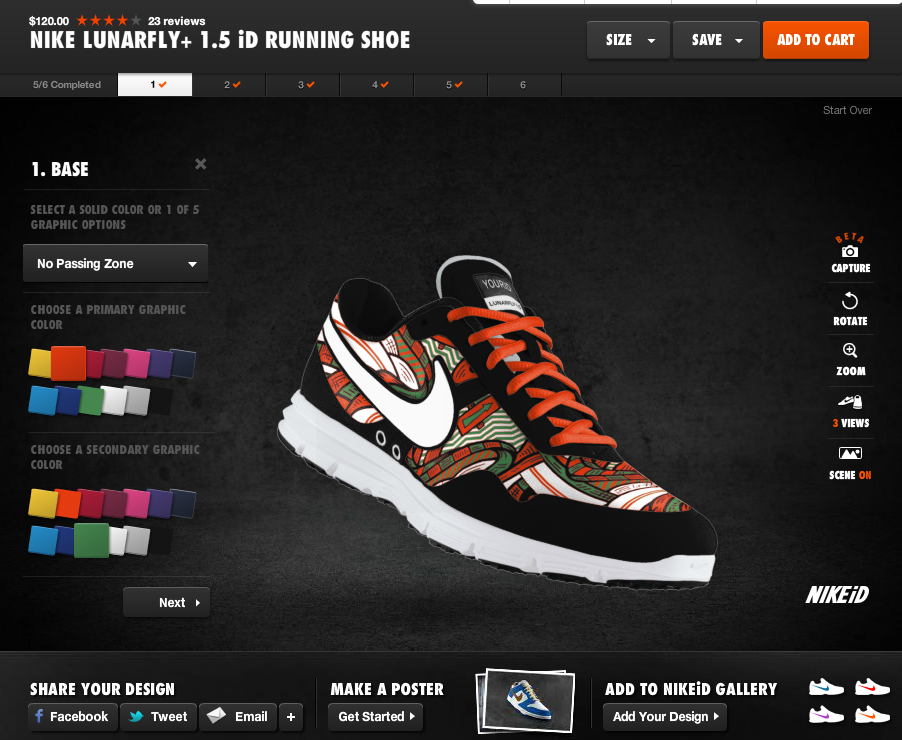 $120.00 23 reviews
NIKE LUNARFLY+ 1.5 iD RUNNING SHOE
SIZE
SAVE
ADD TO CART
5/6 Completed
1
2
3
4
5
6
Start Over
1. BASE
SELECT A SOLID COLOR OR 1 OF 5
GRAPHIC OPTIONS
No Passing Zone
CHOOSE A PRIMARY GRAPHIC
COLOR
CHOOSE A SECONDARY GRAPHIC
COLOR
Next
YOURID
LUNARFLY
BETA
CAPTURE
ROTATE
ZOOM
3 VIEWS
SCENE ON
NIKEiD
SHARE YOUR DESIGN
Facebook
Tweet
Email
+
MAKE A POSTER
Get Started
ADD TO NIKEiD GALLERY
Add Your Design